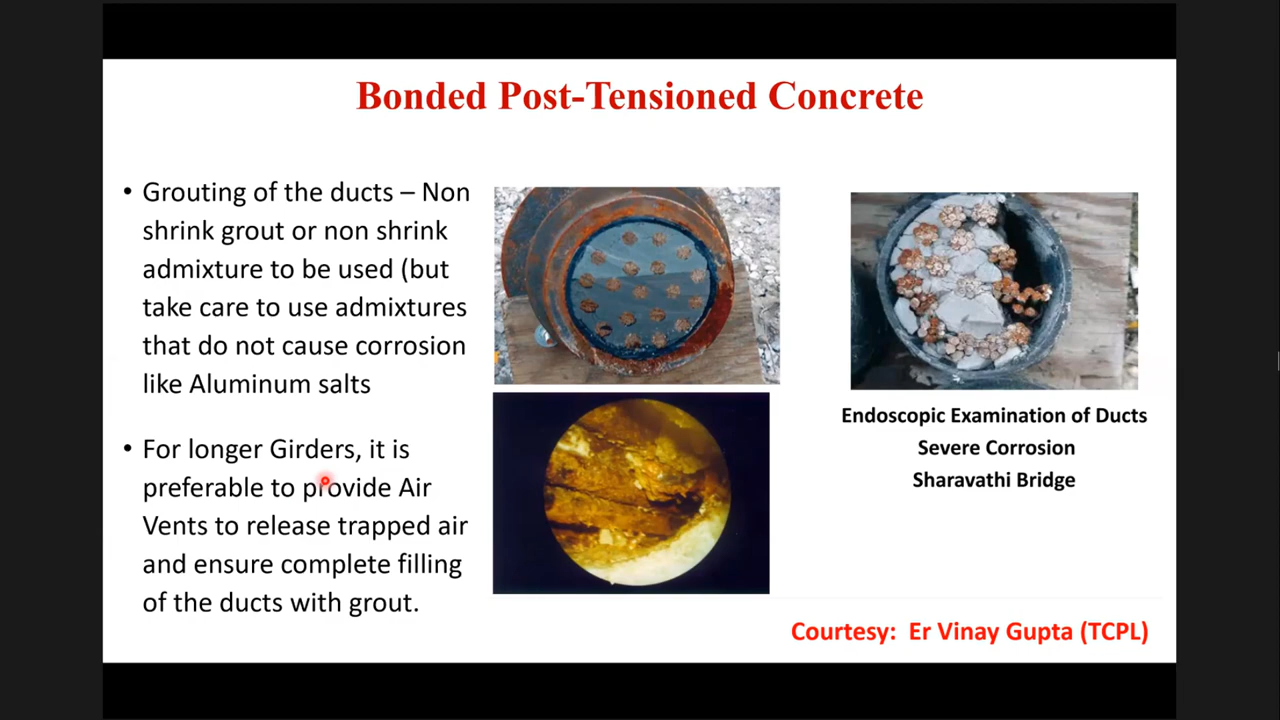 Bonded Post-Tensioned Concrete
• Grouting of the ducts – Non
shrink grout or non shrink
admixture to be used (but
take care to use admixtures
that do not cause corrosion
like Aluminum salts
• For longer Girders, it is
preferable to provide Air
Vents to release trapped air
and ensure complete filling
of the ducts with grout.
Endoscopic Examination of Ducts
Severe Corrosion
Sharavathi Bridge
Courtesy: Er Vinay Gupta (TCPL)